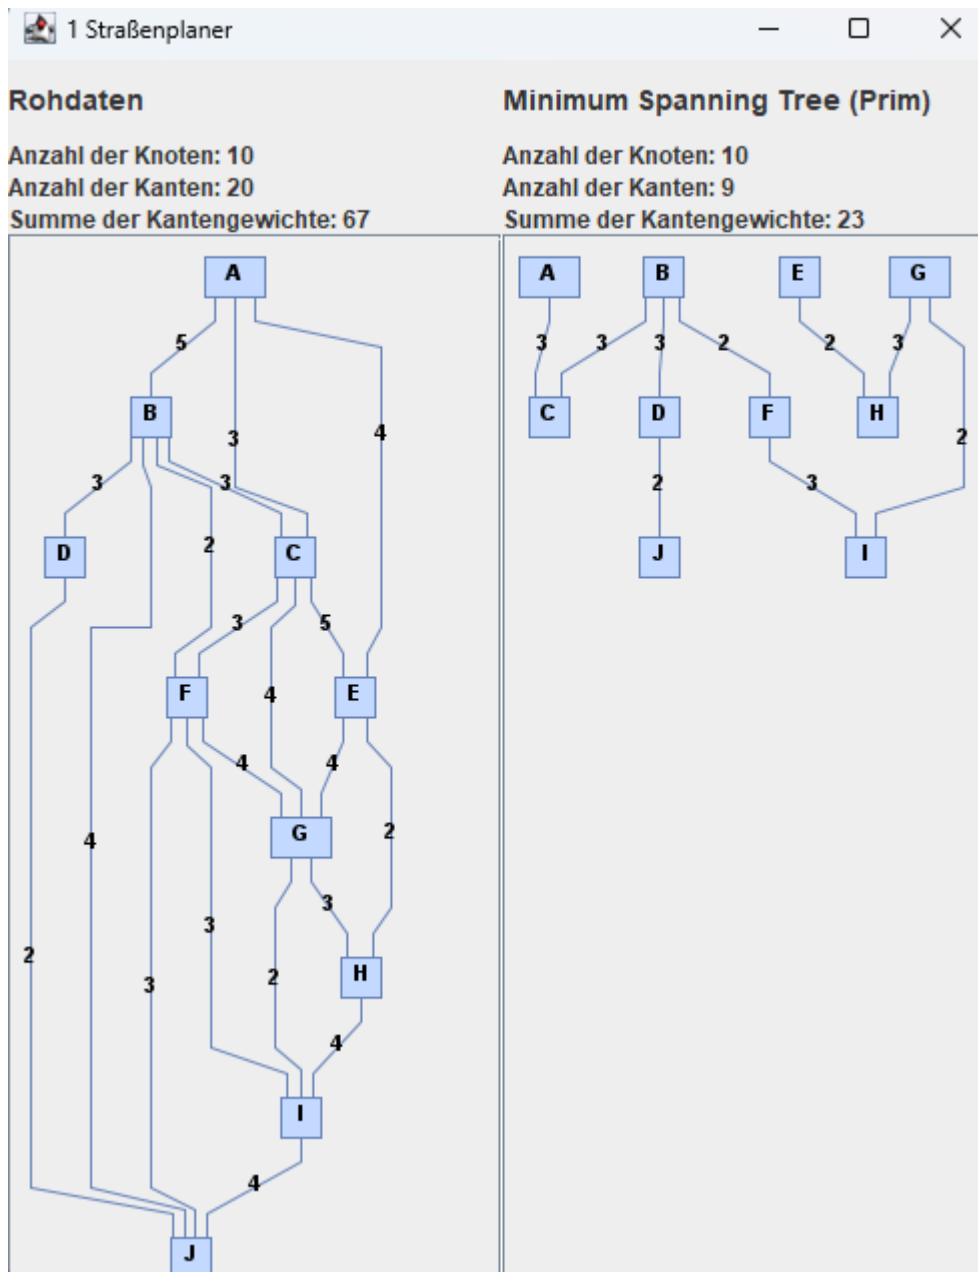 1 Straßenplaner
Rohdaten
Anzahl der Knoten: 10
Anzahl der Kanten: 20
Summe der Kantengewichte: 67
A
5
B
3
4
3
3
2
D
C
3
5
4
F
E
4
4
2
4
G
3
3
2
2
3
H
4
I
4
J
Minimum Spanning Tree (Prim)
Anzahl der Knoten: 10
Anzahl der Kanten: 9
Summe der Kantengewichte: 23
A B E G
3 3 3 2 2 3
C D F H
2
2 3
J I